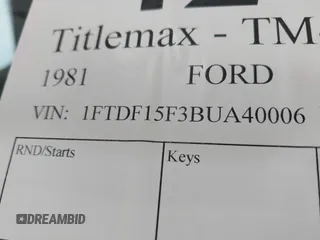 Titlemax - TM
1981 FORD
VIN: 1FTDF15F3BUA40006
RND/Starts
Keys
DREAMBID